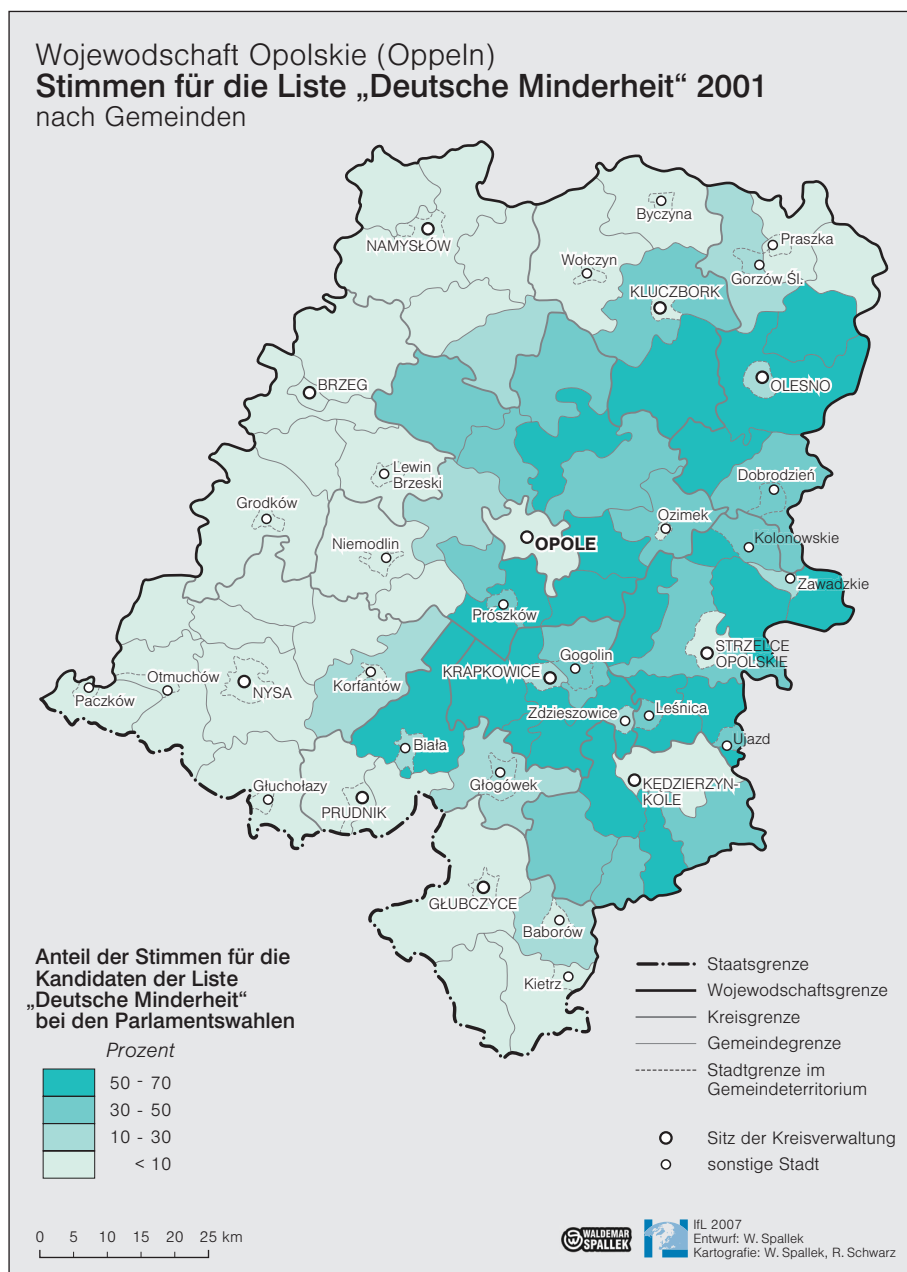 Wojewodschaft Opolskie (Oppeln)
Stimmen für die Liste „Deutsche Minderheit“ 2001
nach Gemeinden
Byczyna
NAMYSŁÓW
Praszka
Wołczyn
Gorzów Śl.
KLUCZBORK
BRZEG
OLESNO
Lewin
Brzeski
Dobrodzień
Grodków
Ozimek
OPOLE
Niemodlin
Kolonowskie
Zawadzkie
Prószków
STRZELCE
OPOLSKIE
Gogolin
KRAPKOWICE
Otmuchów
NYSA
Korfantów
Paczków
Zdzieszowice
Leśnica
Ujazd
Biała
Głogówek
Głuchołazy
KĘDZIERZYN-
KOLE
PRUDNIK
GŁUBCZYCE
Baborów
Kietrz
Anteil der Stimmen für die
Kandidaten der Liste
„Deutsche Minderheit“
bei den Parlamentswahlen
Prozent
50 - 70
30 - 50
10 - 30
< 10
Staatsgrenze
Wojewodschaftsgrenze
Kreisgrenze
Gemeindegrenze
Stadtgrenze im
Gemeindeterritorium
Sitz der Kreisverwaltung
sonstige Stadt
0 5 10 15 20 25 km
WALDEMAR
SPALLEK
IfL 2007
Entwurf: W. Spallek
Kartografie: W. Spallek, R. Schwarz